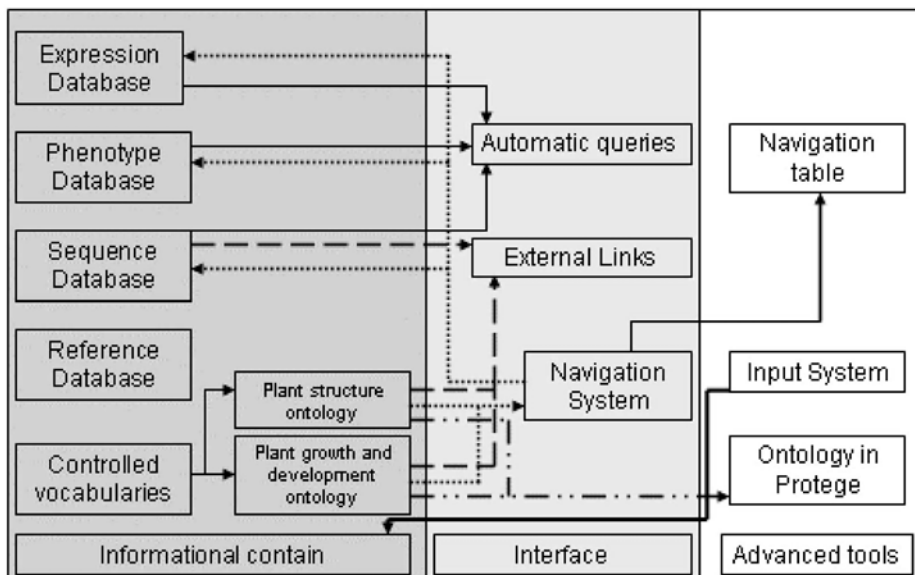 Expression
Database
Phenotype
Database
Sequence
Database
Reference
Database
Controlled
vocabularies
Plant structure
ontology
Plant growth and
development
ontology
Informational contain
Automatic queries
External Links
Navigation
System
Interface
Navigation
table
Input System
Ontology in
Protege
Advanced tools